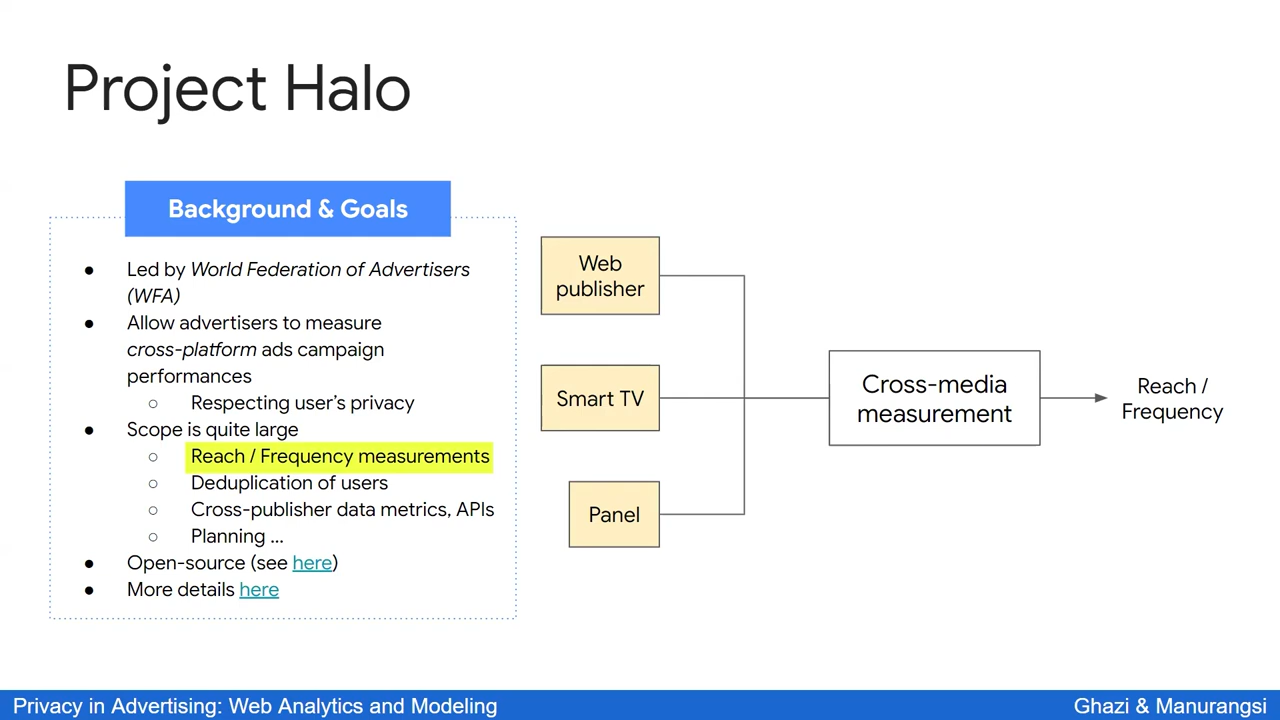 Project Halo
Background & Goals
● Led by World Federation of Advertisers
(WFA)
● Allow advertisers to measure
cross-platform ads campaign
performances
○ Respecting user’s privacy
● Scope is quite large
○ Reach / Frequency measurements
○ Deduplication of users
○ Cross-publisher data metrics, APIs
○ Planning ...
● Open-source (see here)
● More details here
Web
publisher
Smart TV
Panel
Cross-media
measurement
Reach /
Frequency
Privacy in Advertising: Web Analytics and Modeling
Ghazi & Manurangsi